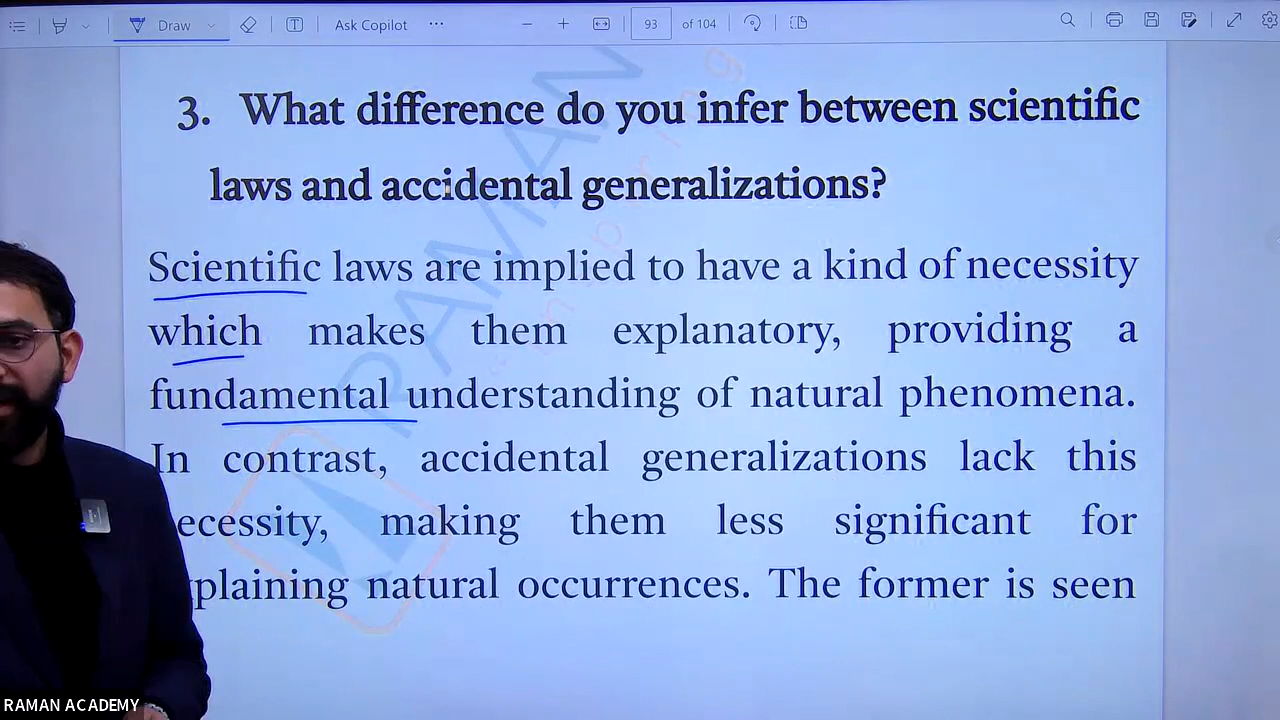 Draw
Ask Copilot
93 of 104
3. What difference do you infer between scientific
laws and accidental generalizations?
Scientific laws are implied to have a kind of necessity
which makes them explanatory, providing a
fundamental understanding of natural phenomena.
In contrast, accidental generalizations lack this
ecessity, making them less significant for
plaining natural occurrences. The former is seen
RAMAN
RAMAN ACADEMY